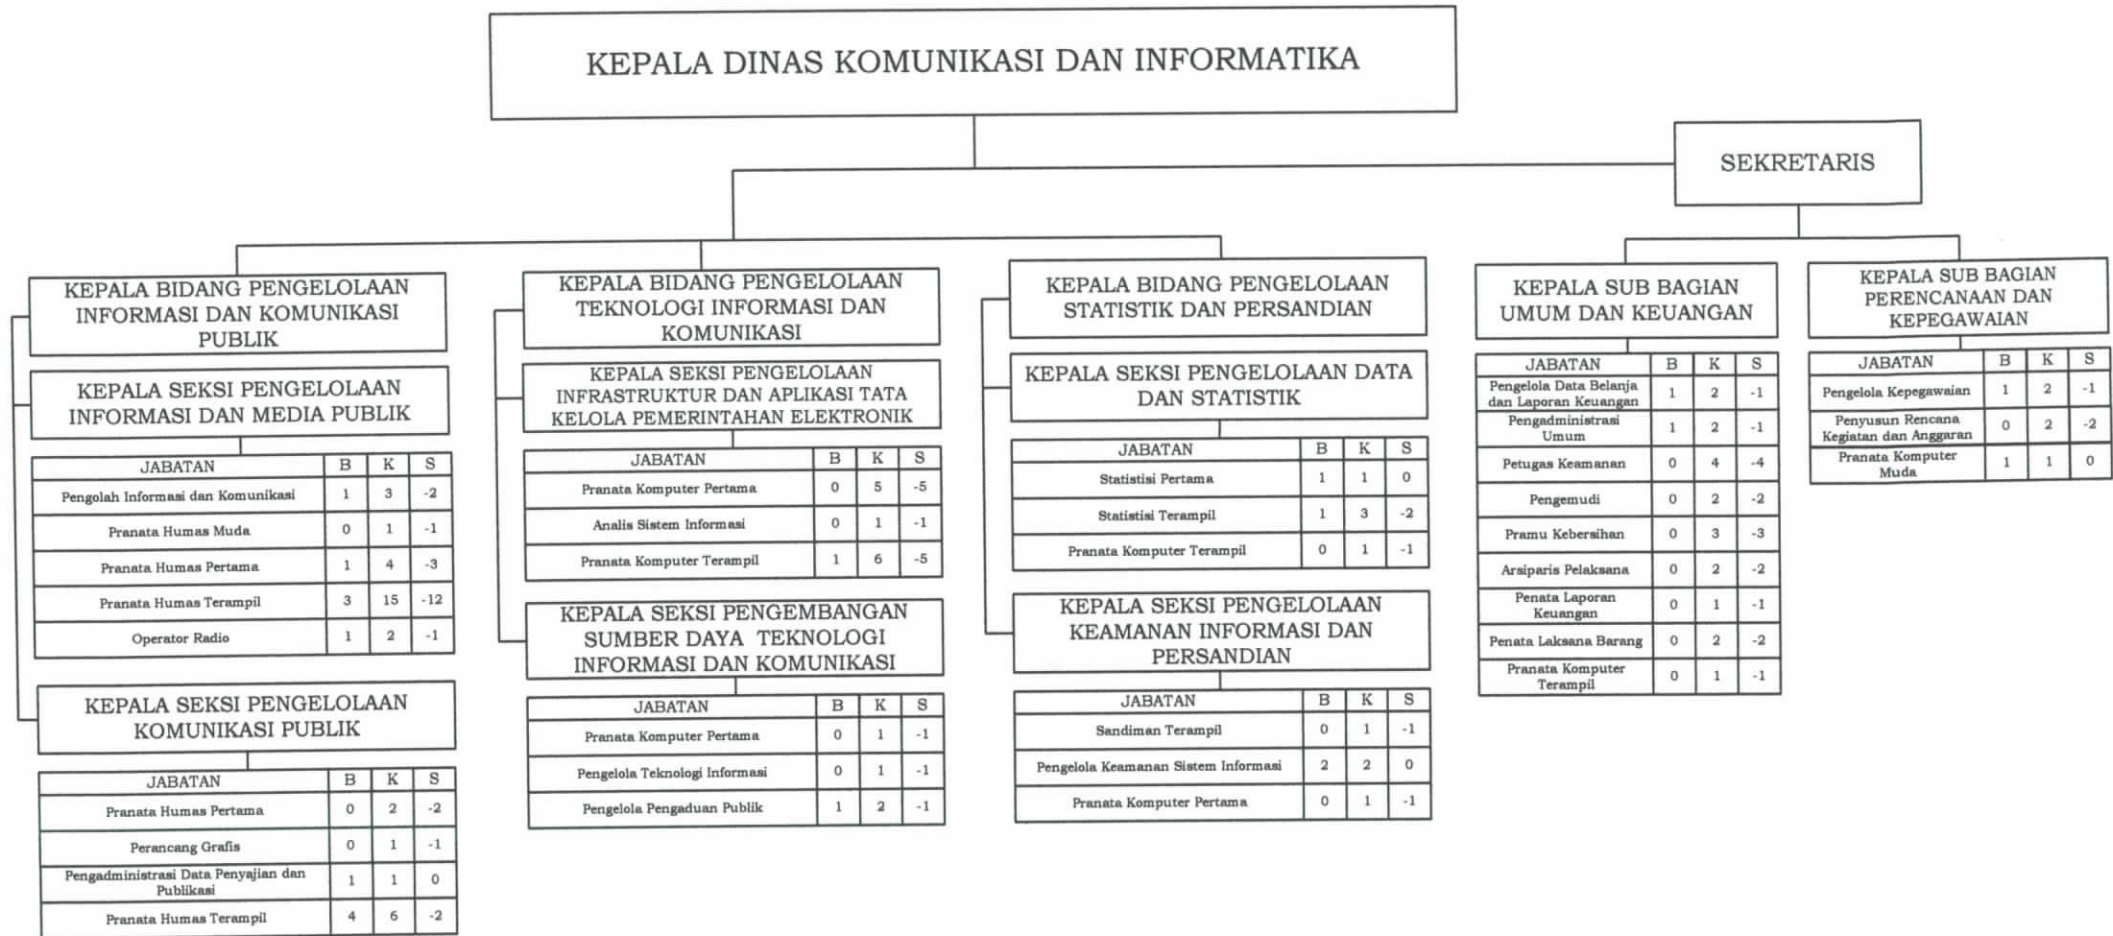 KEPALA DINAS KOMUNIKASI DAN INFORMATIKA
SEKRETARIS
KEPALA BIDANG PENGELOLAAN
INFORMASI DAN KOMUNIKASI
PUBLIK
KEPALA SEKSI PENGELOLAAN
INFORMASI DAN MEDIA PUBLIK
JABATAN B K S
Pengolah Informasi dan Komunikasi 1 3 -2
Pranata Humas Muda 0 1 -1
Pranata Humas Pertama 1 4 -3
Pranata Humas Terampil 3 15 -12
Operator Radio 1 2 -1
KEPALA SEKSI PENGELOLAAN
KOMUNIKASI PUBLIK
JABATAN B K S
Pranata Humas Pertama 0 2 -2
Perancang Grafis 0 1 -1
Pengadministrasi Data Penyajian dan
Publikasi 1 1 0
Pranata Humas Terampil 4 6 -2
KEPALA BIDANG PENGELOLAAN
TEKNOLOGI INFORMASI DAN
KOMUNIKASI
KEPALA SEKSI PENGELOLAAN
INFRASTRUKTUR DAN APLIKASI TATA
KELOLA PEMERINTAHAN ELEKTRONIK
JABATAN B K S
Pranata Komputer Pertama 0 5 -5
Analis Sistem Informasi 0 1 -1
Pranata Komputer Terampil 1 6 -5
KEPALA SEKSI PENGEMBANGAN
SUMBER DAYA TEKNOLOGI
INFORMASI DAN KOMUNIKASI
JABATAN B K S
Pranata Komputer Pertama 0 1 -1
Pengelola Teknologi Informasi 0 1 -1
Pengelola Pengaduan Publik 1 2 -1
KEPALA BIDANG PENGELOLAAN
STATISTIK DAN PERSANDIAN
KEPALA SEKSI PENGELOLAAN DATA
DAN STATISTIK
JABATAN B K S
Statistisi Pertama 1 1 0
Statistisi Terampil 1 3 -2
Pranata Komputer Terampil 0 1 -1
KEPALA SEKSI PENGELOLAAN
KEAMANAN INFORMASI DAN
PERSANDIAN
JABATAN B K S
Sandiman Terampil 0 1 -1
Pengelola Keamanan Sistem Informasi 2 2 0
Pranata Komputer Pertama 0 1 -1
KEPALA SUB BAGIAN
UMUM DAN KEUANGAN
JABATAN B K S
Pengelola Data Belanja
dan Laporan Keuangan 1 2 -1
Pengadministrasi
Umum 1 2 -1
Petugas Keamanan 0 4 -4
Pengemudi 0 2 -2
Pramu Kebersihan 0 3 -3
Arsiparis Pelaksana 0 2 -2
Penata Laporan
Keuangan 0 1 -1
Penata Laksana Barang 0 2 -2
Pranata Komputer
Terampil 0 1 -1
KEPALA SUB BAGIAN
PERENCANAAN DAN
KEPEGAWAIAN
JABATAN B K S
Pengelola Kepegawaian 1 2 -1
Penyusun Rencana
Kegiatan dan Anggaran 0 2 -2
Pranata Komputer
Muda 1 1 0